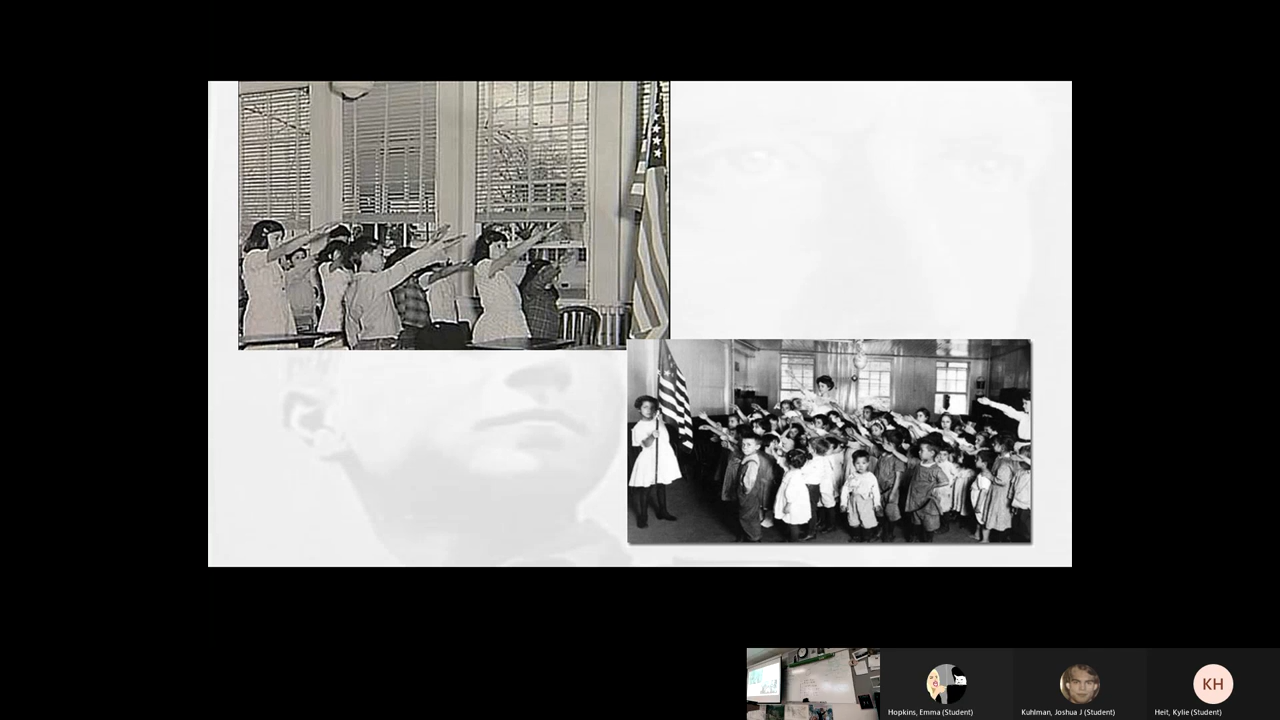 KH
Hopkins, Emma (Student)
Kuhlman, Joshua J (Student)
Heit, Kylie (Student)